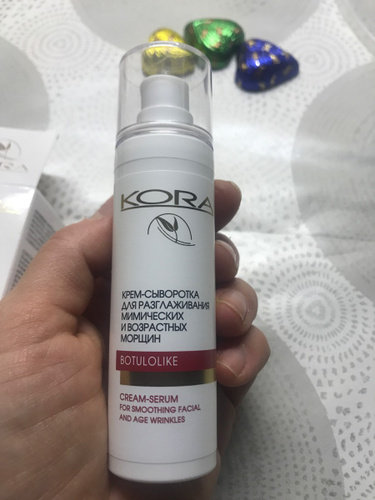 KORA
КРЕМ-СЫВОРОТКА
ДЛЯ РАЗГЛАЖИВАНИЯ
МИМИЧЕСКИХ
И ВОЗРАСТНЫХ
МОРЩИН
BOTULOLIKE
CREAM-SERUM
FOR SMOOTHING FACIAL
AND AGE WRINKLES